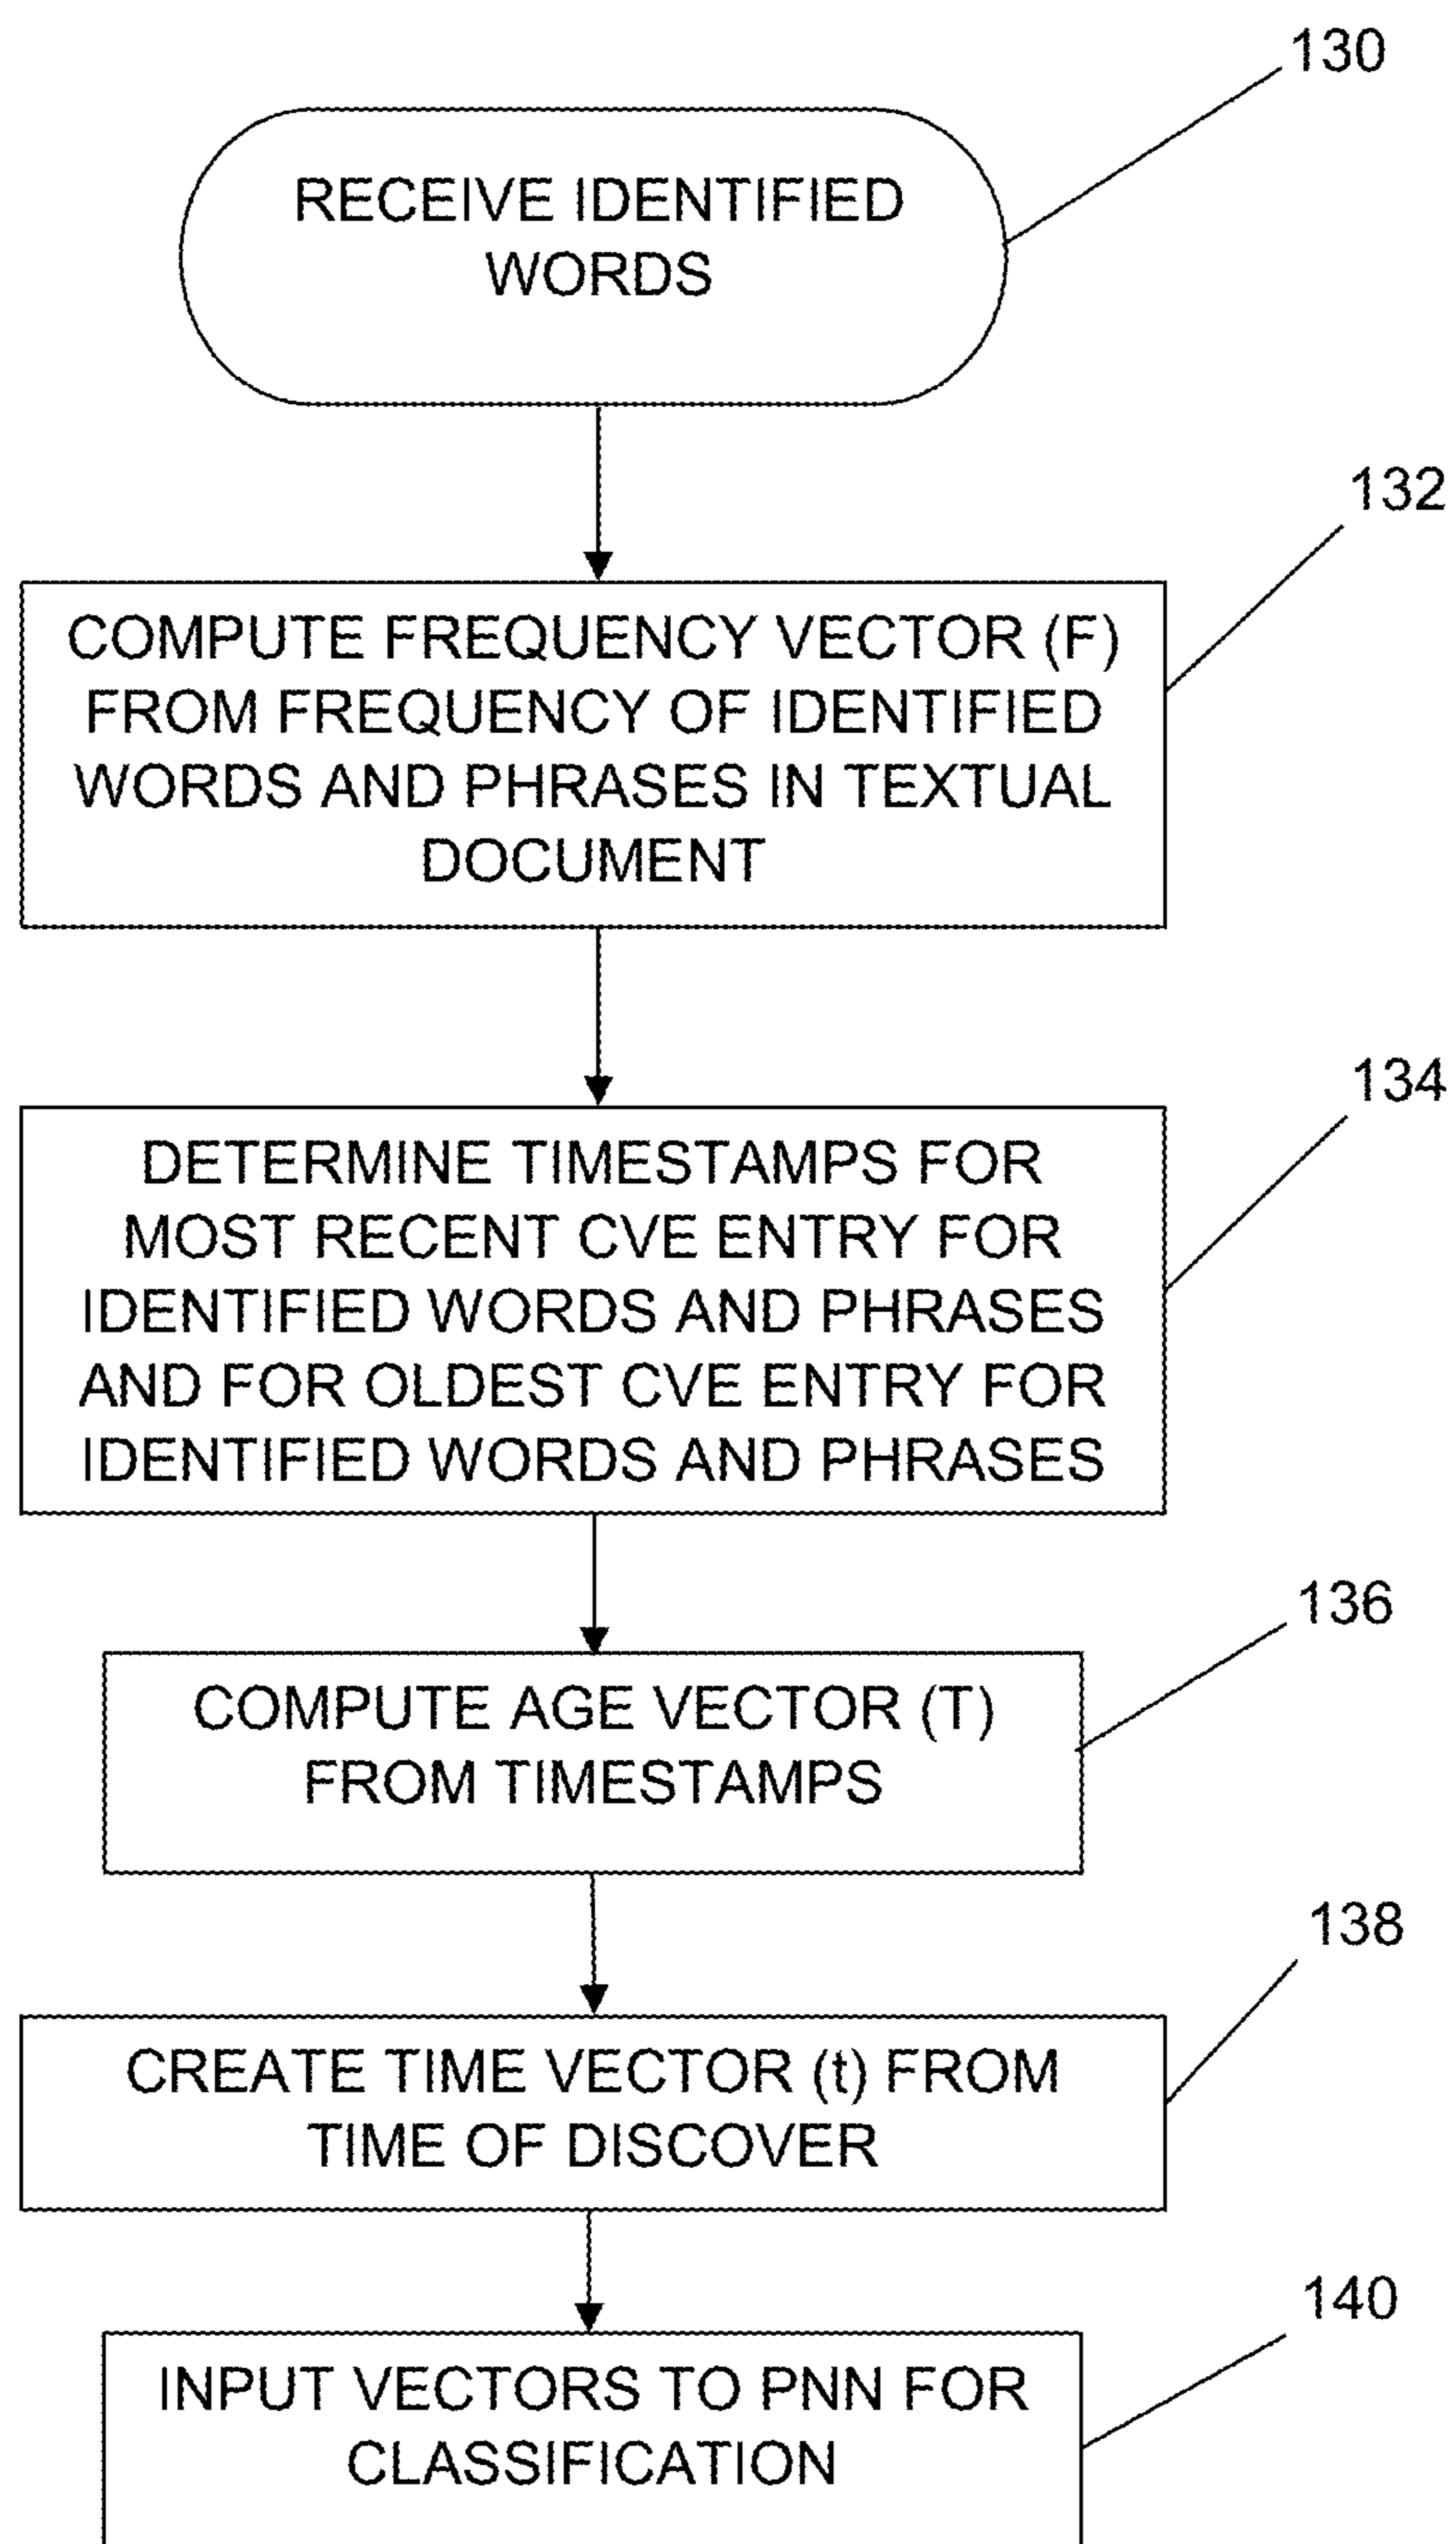 130
RECEIVE IDENTIFIED
WORDS
132
COMPUTE FREQUENCY VECTOR (F)
FROM FREQUENCY OF IDENTIFIED
WORDS AND PHRASES IN TEXTUAL
DOCUMENT
134
DETERMINE TIMESTAMPS FOR
MOST RECENT CVE ENTRY FOR
IDENTIFIED WORDS AND PHRASES
AND FOR OLDEST CVE ENTRY FOR
IDENTIFIED WORDS AND PHRASES
136
COMPUTE AGE VECTOR (T)
FROM TIMESTAMPS
138
CREATE TIME VECTOR (t) FROM
TIME OF DISCOVER
140
INPUT VECTORS TO PNN FOR
CLASSIFICATION